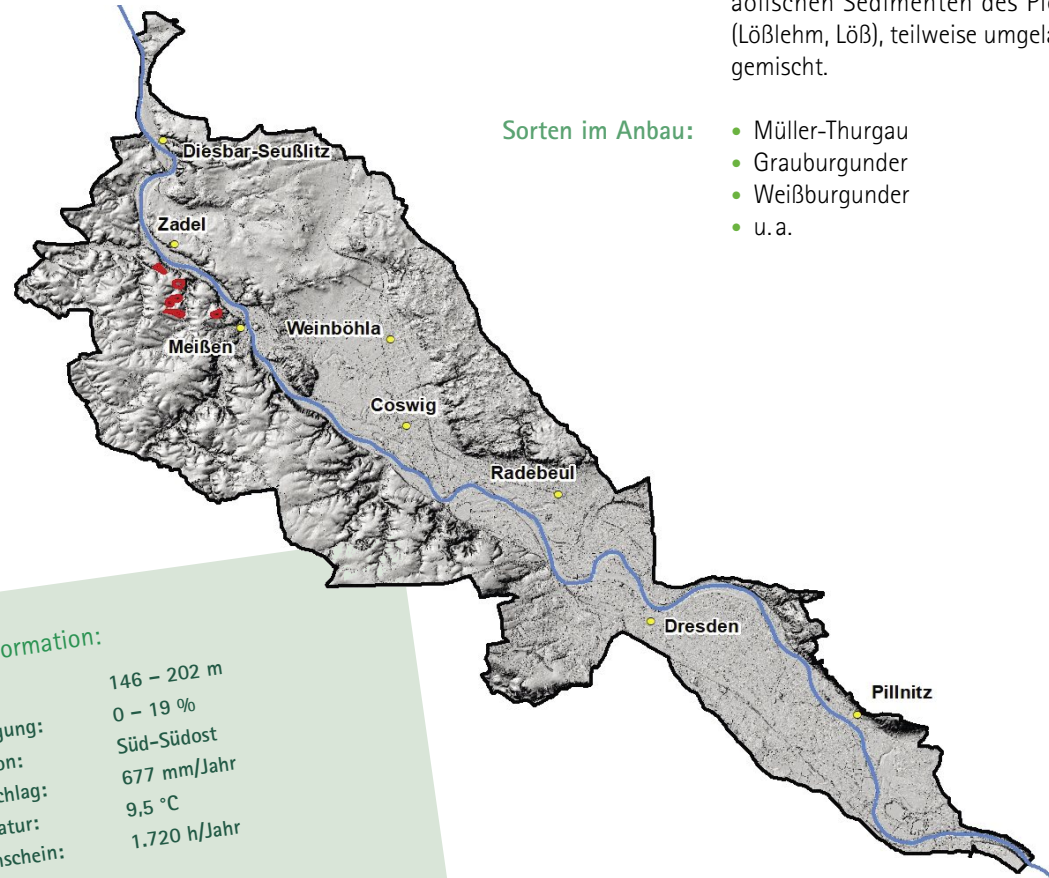 äolischen Sedimenten des
(Lößlehm, Löß), teilweise
gemischt.
Sorten im Anbau:
• Müller-Thurgau
• Grauburgunder
• Weißburgunder
• u. a.
Diesbar-Seußlitz
Zadel
Meißen
Weinböhla
Coswig
Radebeul
Dresden
Pillnitz
ormation:
146 – 202 m
gung: 0 – 19 %
on: Süd-Südost
chlag: 677 mm/Jahr
atur: 9,5 °C
nschein: 1.720 h/Jahr